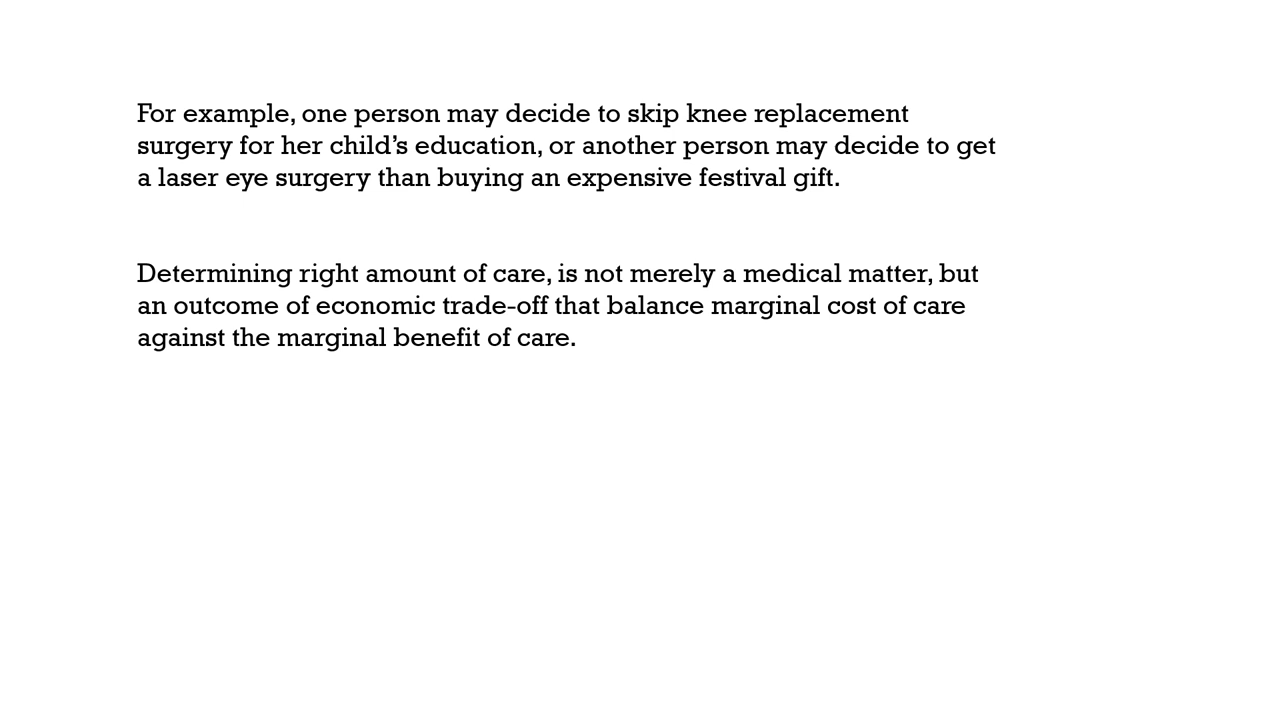 For example, one person may decide to skip knee replacement
surgery for her child’s education, or another person may decide to get
a laser eye surgery than buying an expensive festival gift.
Determining right amount of care, is not merely a medical matter, but
an outcome of economic trade-off that balance marginal cost of care
against the marginal benefit of care.